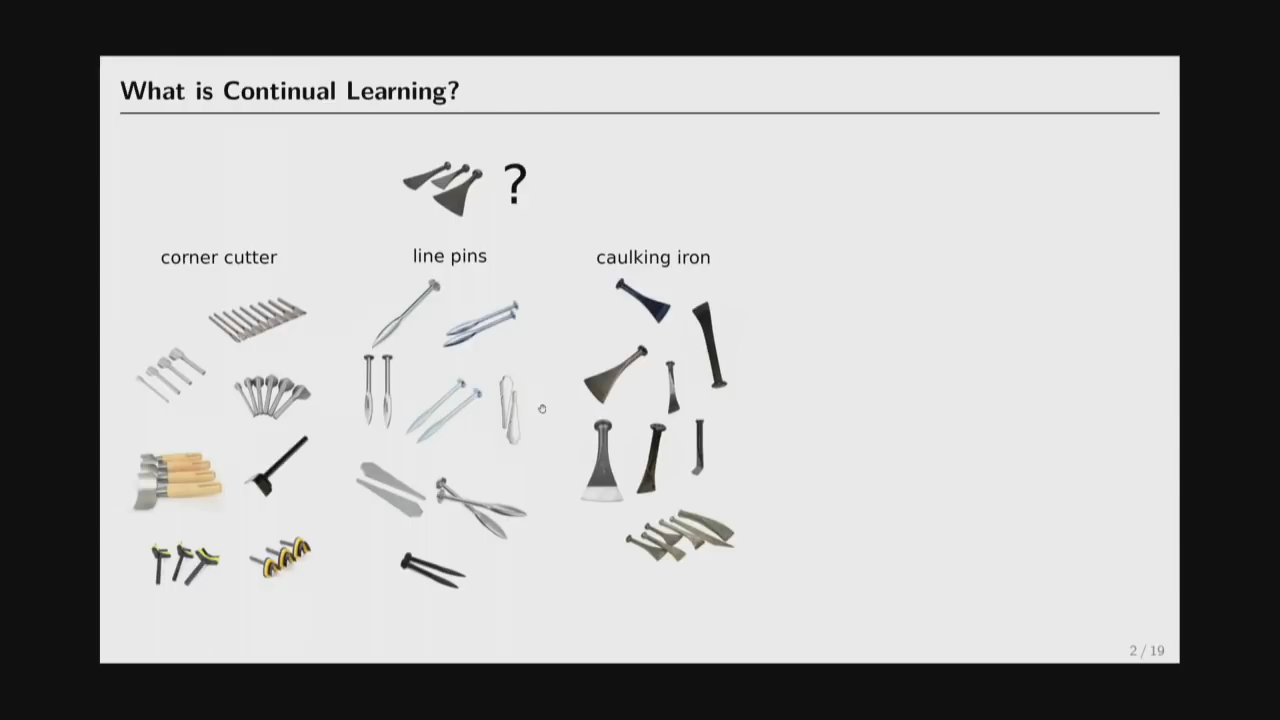 What is Continual Learning?
?
corner cutter
line pins
caulking iron
2 / 19